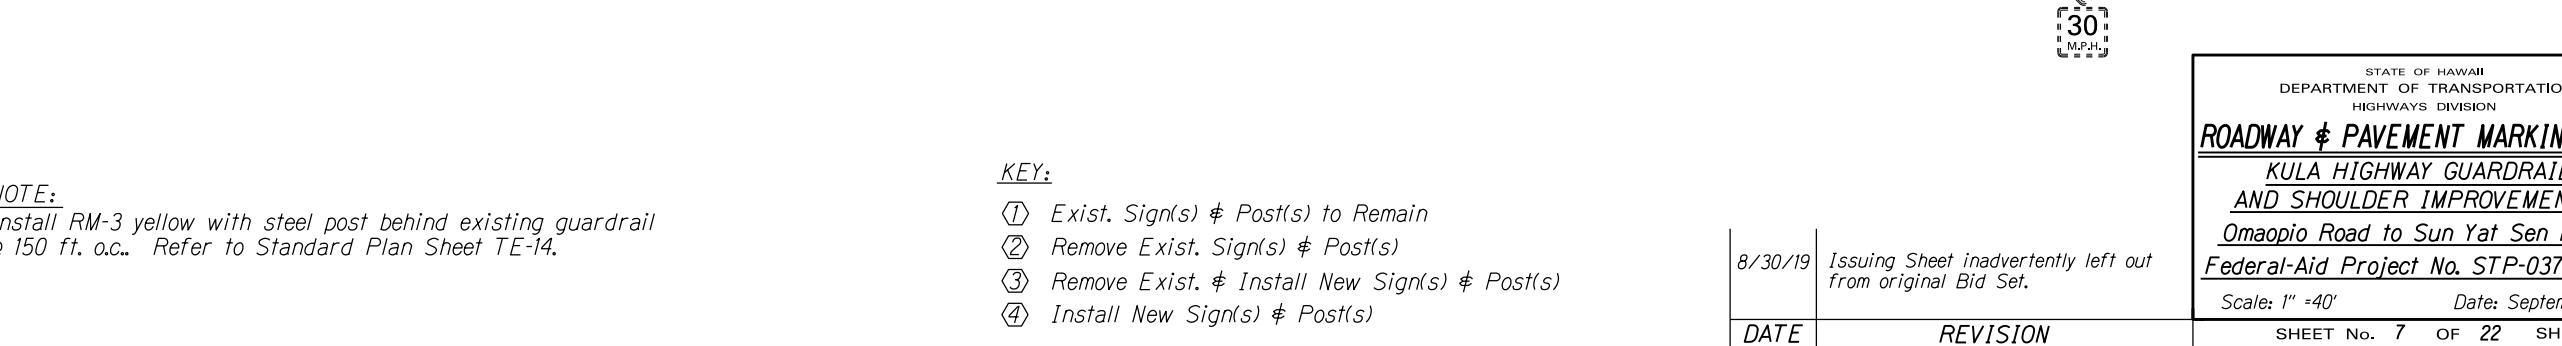 30
M.P.H.
NOTE:
Install RM-3 yellow with steel post behind existing guardrail
150 ft. o.c.. Refer to Standard Plan Sheet TE-14.
KEY:
1 Exist. Sign(s) & Post(s) to Remain
2 Remove Exist. Sign(s) & Post(s)
3 Remove Exist. & Install New Sign(s) & Post(s)
4 Install New Sign(s) & Post(s)
8/30/19 Issuing Sheet inadvertently left out
from original Bid Set.
DATE REVISION
STATE OF HAWAII
DEPARTMENT OF TRANSPORTATIO
HIGHWAYS DIVISION
ROADWAY & PAVEMENT MARKIN
KULA HIGHWAY GUARDRAIL
AND SHOULDER IMPROVEMEN
Omaopio Road to Sun Yat Sen
Federal-Aid Project No. STP-037
Scale: 1" =40' Date: Septem
SHEET No. 7 OF 22 SH